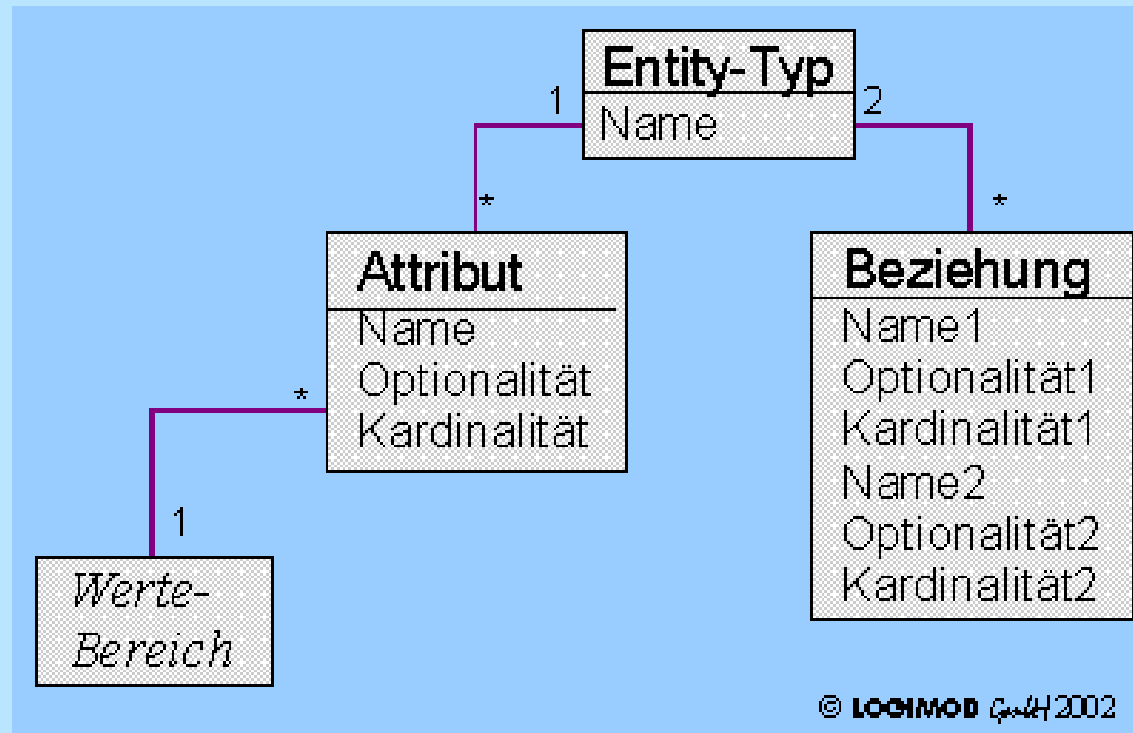 Entity-Typ
Name
1
2
*
*
Attribut
Name
Optionalität
Kardinalität
Beziehung
Name1
Optionalität1
Kardinalität1
Name2
Optionalität2
Kardinalität2
*
1
Werte-
Bereich
© LOGIMOD GmbH 2002